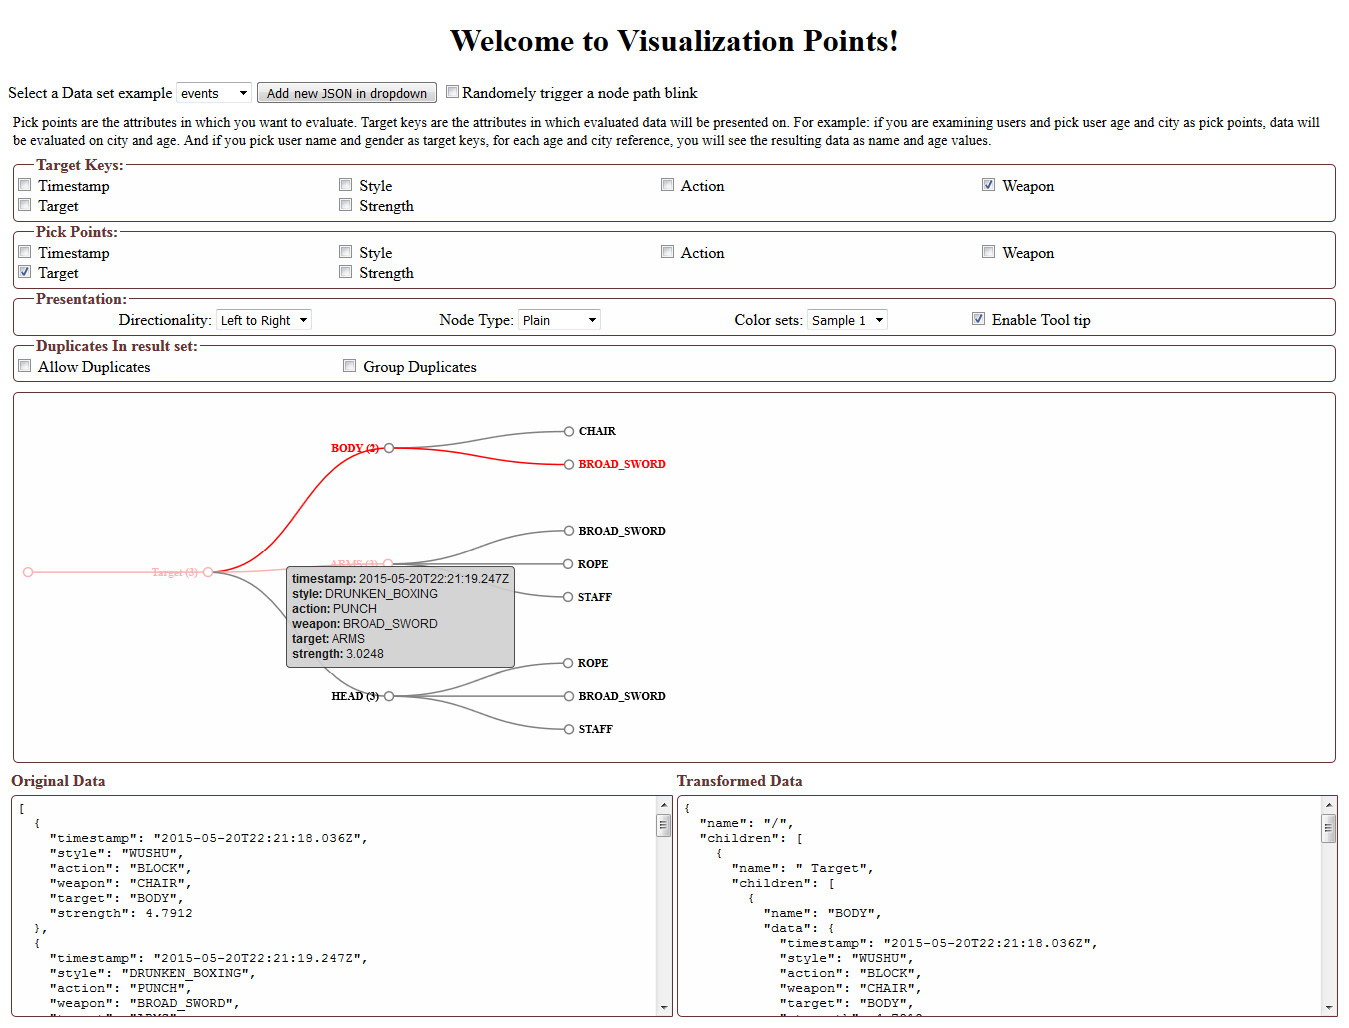 Welcome to Visualization Points!
Select a Data set example events Add new JSON in dropdown Randomely trigger a node path blink
Pick points are the attributes in which you want to evaluate. Target keys are the attributes in which evaluated data will be presented on. For example: if you are examining users and pick user age and city as pick points, data will
be evaluated on city and age. And if you pick user name and gender as target keys, for each age and city reference, you will see the resulting data as name and age values.
Target Keys:
Timestamp Style Action Weapon
Target Strength
Pick Points:
Timestamp Style Action Weapon
Target Strength
Presentation:
Directionality: Left to Right Node Type: Plain Color sets: Sample 1 Enable Tool tip
Duplicates In result set:
Allow Duplicates Group Duplicates
CHAIR
BODY (2)
BROAD_SWORD
BROAD_SWORD
ARMS (3) ROPE
Target (3)
timestamp: 2015-05-20T22:21:19.247Z
style: DRUNKEN_BOXING
STAFF
action: PUNCH
weapon: BROAD_SWORD
target: ARMS
strength: 3.0248
ROPE
HEAD (3) BROAD_SWORD
STAFF
Original Data
[
{
"timestamp": "2015-05-20T22:21:18.036Z",
"style": "WUSHU",
"action": "BLOCK",
"weapon": "CHAIR",
"target": "BODY",
"strength": 4.7912
},
{
"timestamp": "2015-05-20T22:21:19.247Z",
"style": "DRUNKEN_BOXING",
"action": "PUNCH",
"weapon": "BROAD_SWORD",
Transformed Data
{
"name": "/",
"children": [
{
"name": " Target",
"children": [
{
"name": "BODY",
"data": {
"timestamp": "2015-05-20T22:21:18.036Z",
"style": "WUSHU",
"action": "BLOCK",
"weapon": "CHAIR",
"target": "BODY",